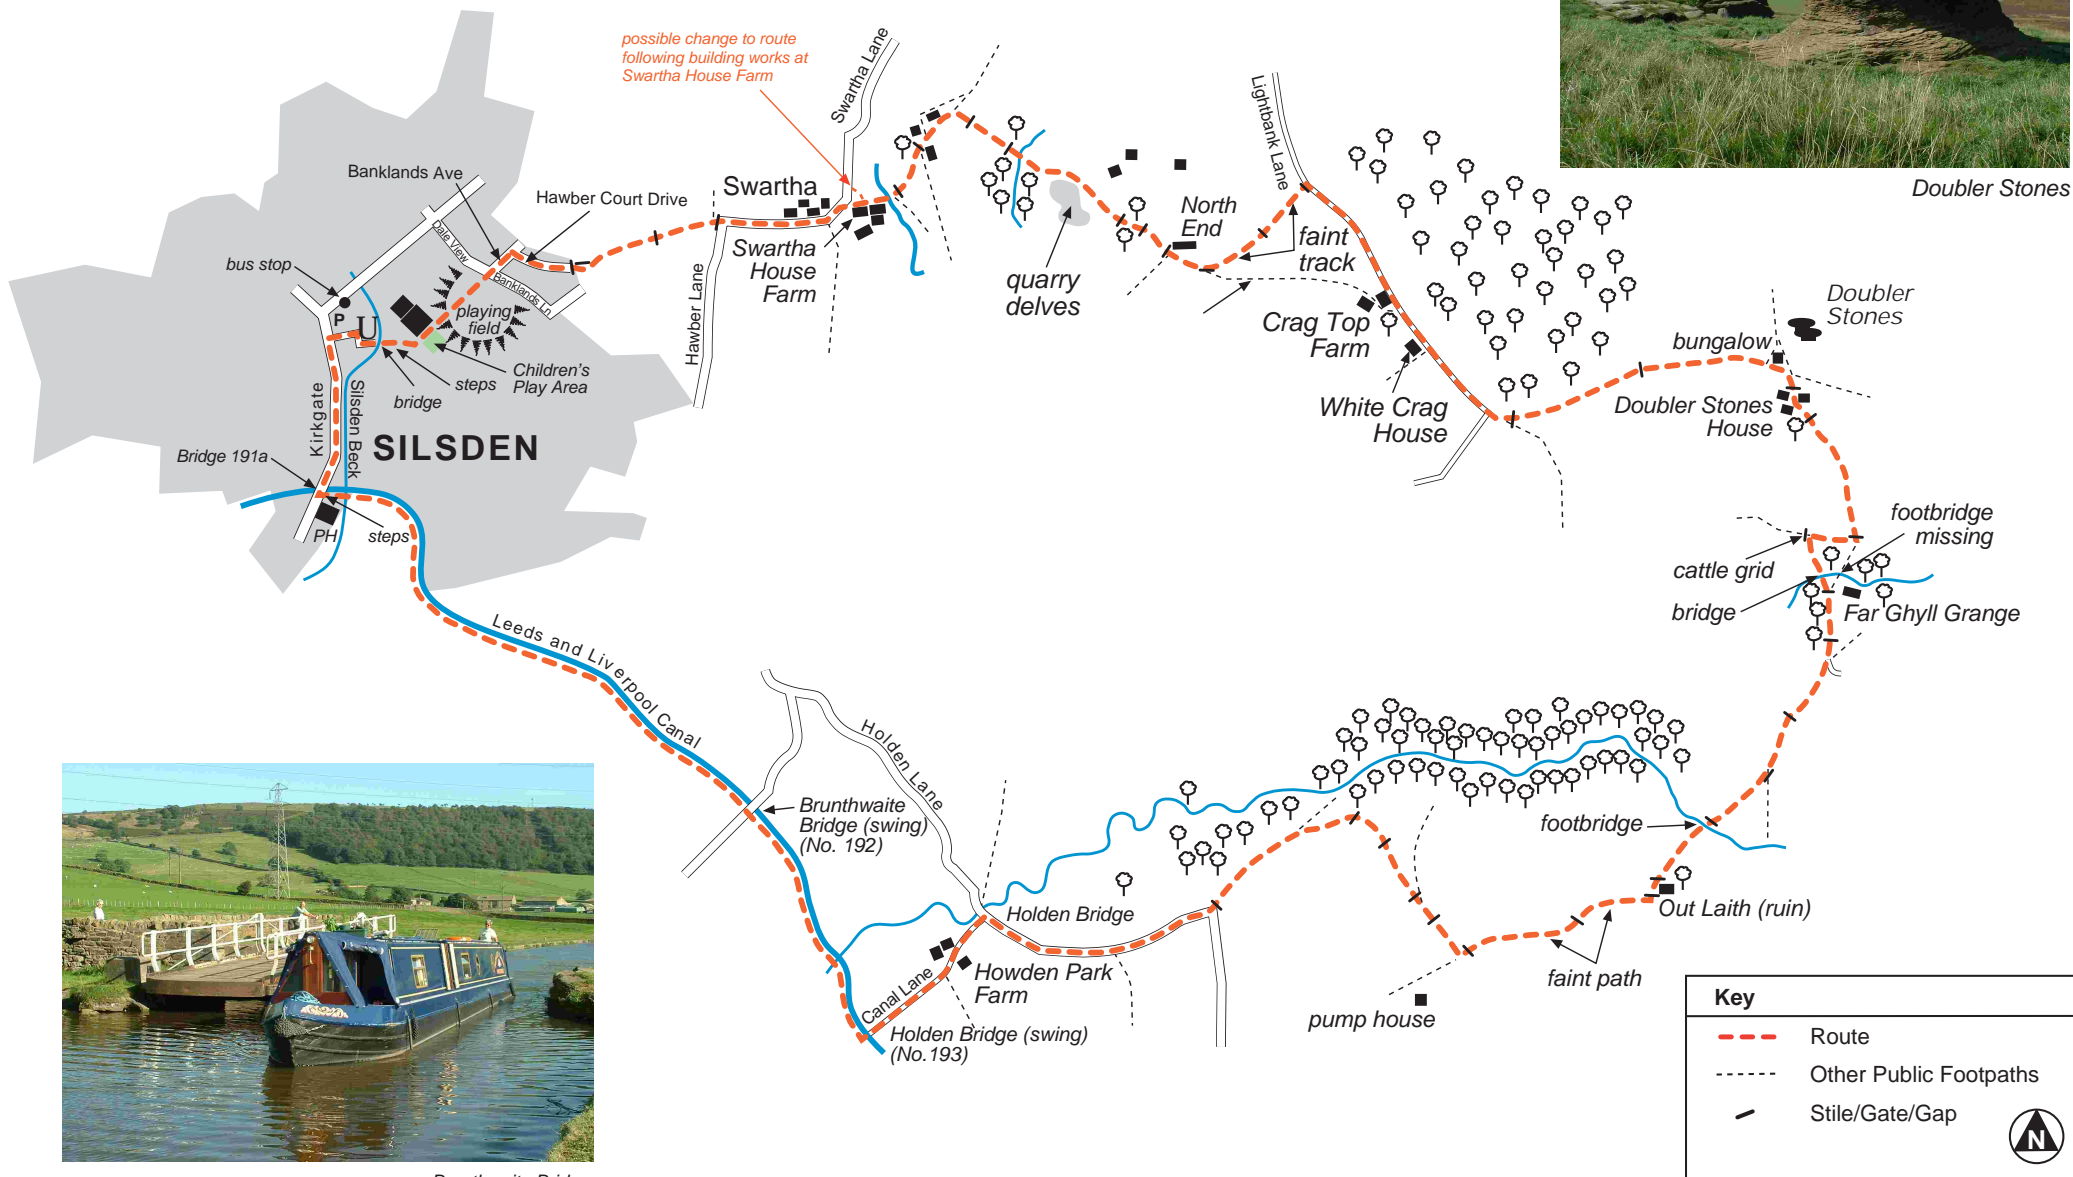 possible change to route
following building works at
Swartha House Farm
Swartha Lane
Lightbank Lane
Doubler Stones
Banklands Ave
Hawber Court Drive
Swartha
Dale View
Banklands Ln
bus stop
P
U
playing
field
Swartha
House
Farm
Hawber Lane
quarry
delves
North
End
faint
track
Crag Top
Farm
White Crag
House
Doubler
Stones
bungalow
Doubler Stones
House
Children's
Play Area
steps
bridge
Kirkgate
Silsden Beck
SILSDEN
Bridge 191a
PH
steps
footbridge
missing
cattle grid
bridge
Far Ghyll Grange
Leeds and Liverpool Canal
Holden Lane
Brunthwaite
Bridge (swing)
(No. 192)
footbridge
Holden Bridge
Out Laith (ruin)
Howden Park
Farm
Canal Lane
Holden Bridge (swing)
(No.193)
faint path
pump house
Key
Route
Other Public Footpaths
Stile/Gate/Gap
N